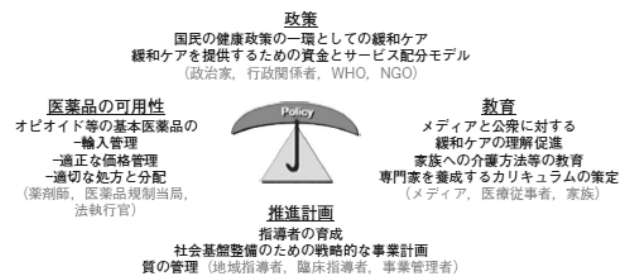 政策
国民の健康政策の一環としての緩和ケア
緩和ケアを提供するための資金とサービス配分モデル
(政治家，行政関係者，WHO，NGO)
医薬品の可用性
オピオイド等の基本医薬品の
−輸入管理
−適正な価格管理
−適切な処方と分配
(薬剤師，医薬品規制当局，
法執行官)
Policy
教育
メディアと公衆に対する
緩和ケアの理解促進
家族への介護方法等の教育
専門家を養成するカリキュラムの策定
(メディア，医療従事者，家族)
推進計画
指導者の育成
社会基盤整備のための戦略的な事業計画
質の管理 (地域指導者，臨床指導者，事業管理者)